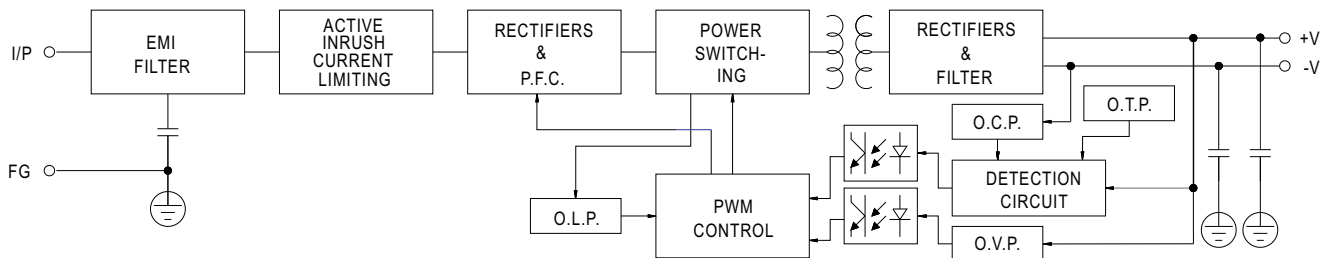 I/P
EMI
FILTER
ACTIVE
INRUSH
CURRENT
LIMITING
RECTIFIERS
&
P.F.C.
POWER
SWITCH-
ING
RECTIFIERS
&
FILTER
+V
-V
O.C.P.
O.T.P.
FG
O.L.P.
PWM
CONTROL
DETECTION
CIRCUIT
O.V.P.